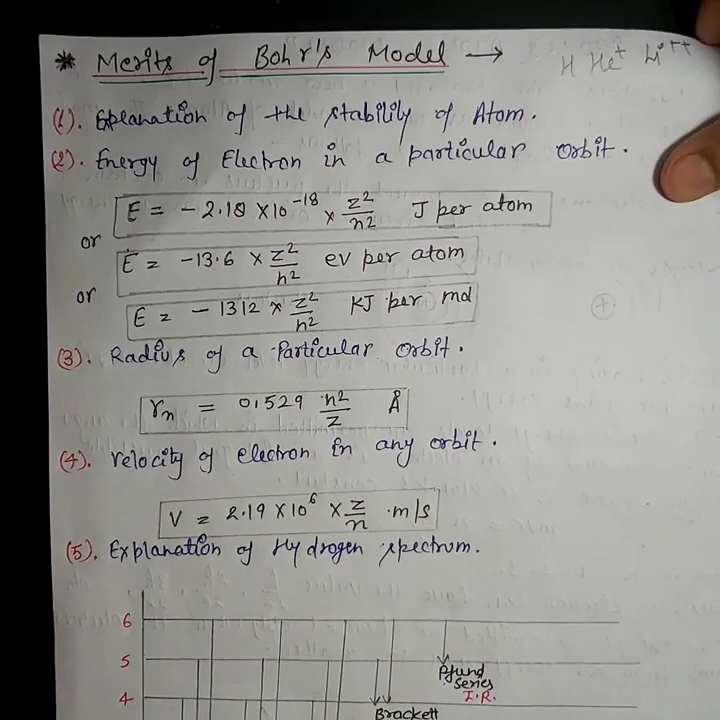 * Merits of Bohr's Model → H He⁺ Li⁺⁺
(1). Explanation of the stability of Atom.
(2). Energy of Electron in a particular orbit.
E = -2.18 × 10⁻¹⁸ × z²/n² J per atom
or
E = -13.6 × z²/n² ev per atom
or
E = -1312 × z²/n² KJ per mol
(3). Radius of a Particular orbit.
rₙ = 0.529 n²/z Å
(4). velocity of electron in any orbit.
V = 2.19 × 10⁶ × z/n m/s
(5). Explanation of Hydrogen spectrum.
6
5
Pfund
series
I.R.
4
Brackett